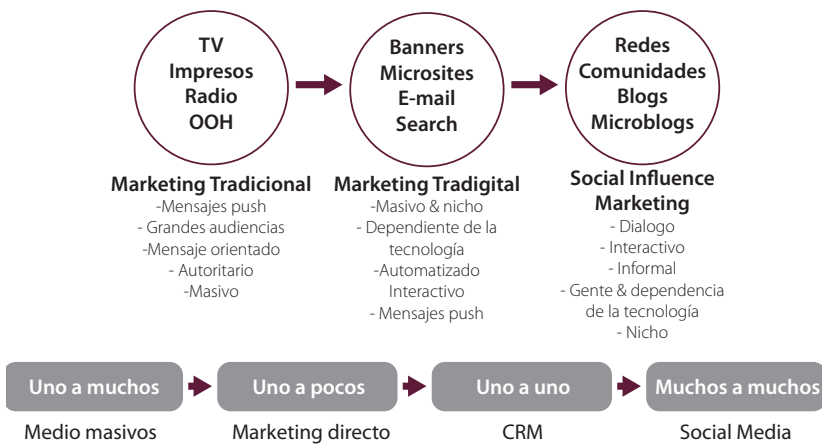 TV
Impresos
Radio
OOH
Banners
Microsites
E-mail
Search
Redes
Comunidades
Blogs
Microblogs
Marketing Tradicional
-Mensajes push
- Grandes audiencias
-Mensaje orientado
- Autoritario
-Masivo
Marketing Tradigital
-Masivo & nicho
- Dependiente de la
tecnología
-Automatizado
Interactivo
- Mensajes push
Social Influence
Marketing
- Dialogo
- Interactivo
- Informal
- Gente & dependencia
de la tecnología
- Nicho
Uno a muchos
Uno a pocos
Uno a uno
Muchos a muchos
Medio masivos
Marketing directo
CRM
Social Media